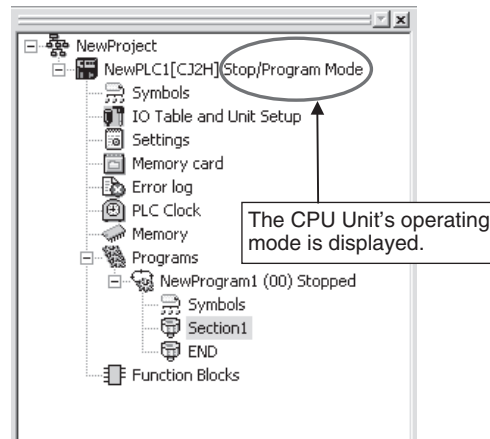 NewProject
NewPLC1[CJ2H] Stop/Program Mode
Symbols
IO Table and Unit Setup
Settings
Memory card
Error log
PLC Clock
Memory
The CPU Unit's operating
mode is displayed.
Programs
NewProgram1 (00) Stopped
Symbols
Section1
END
Function Blocks